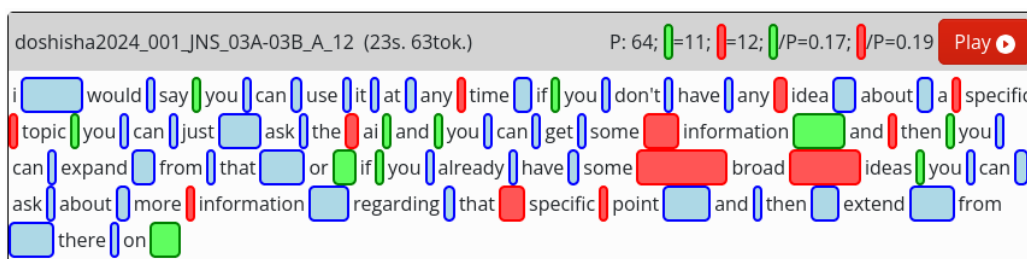 doshisha2024_001_JNS_03A-03B_A_12 (23s. 63tok.) P: 64; =11; =12; /P=0.17; /P=0.19 Play
i would say you can use it at any time if you don't have any idea about a specific
topic you can just ask the ai and you can get some information and then you
can expand from that or if you already have some broad ideas you can
ask about more information regarding that specific point and then extend from
there on